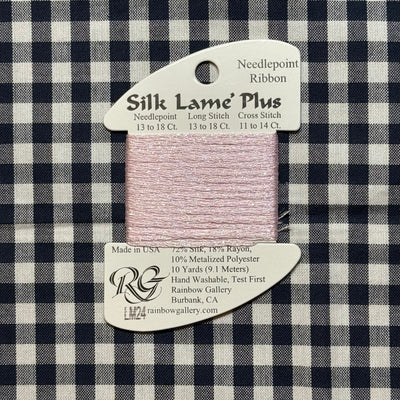 Needlepoint
Ribbon
Silk Lame' Plus
Needlepoint Long Stitch Cross Stitch
13 to 18 Ct. 13 to 18 Ct. 11 to 14 Ct.
Made in USA
72% Silk, 18% Rayon,
10% Metalized Polyester
10 Yards (9.1 Meters)
Hand Washable, Test First
Rainbow Gallery
Burbank, CA
RG
LM24 rainbowgallery.com